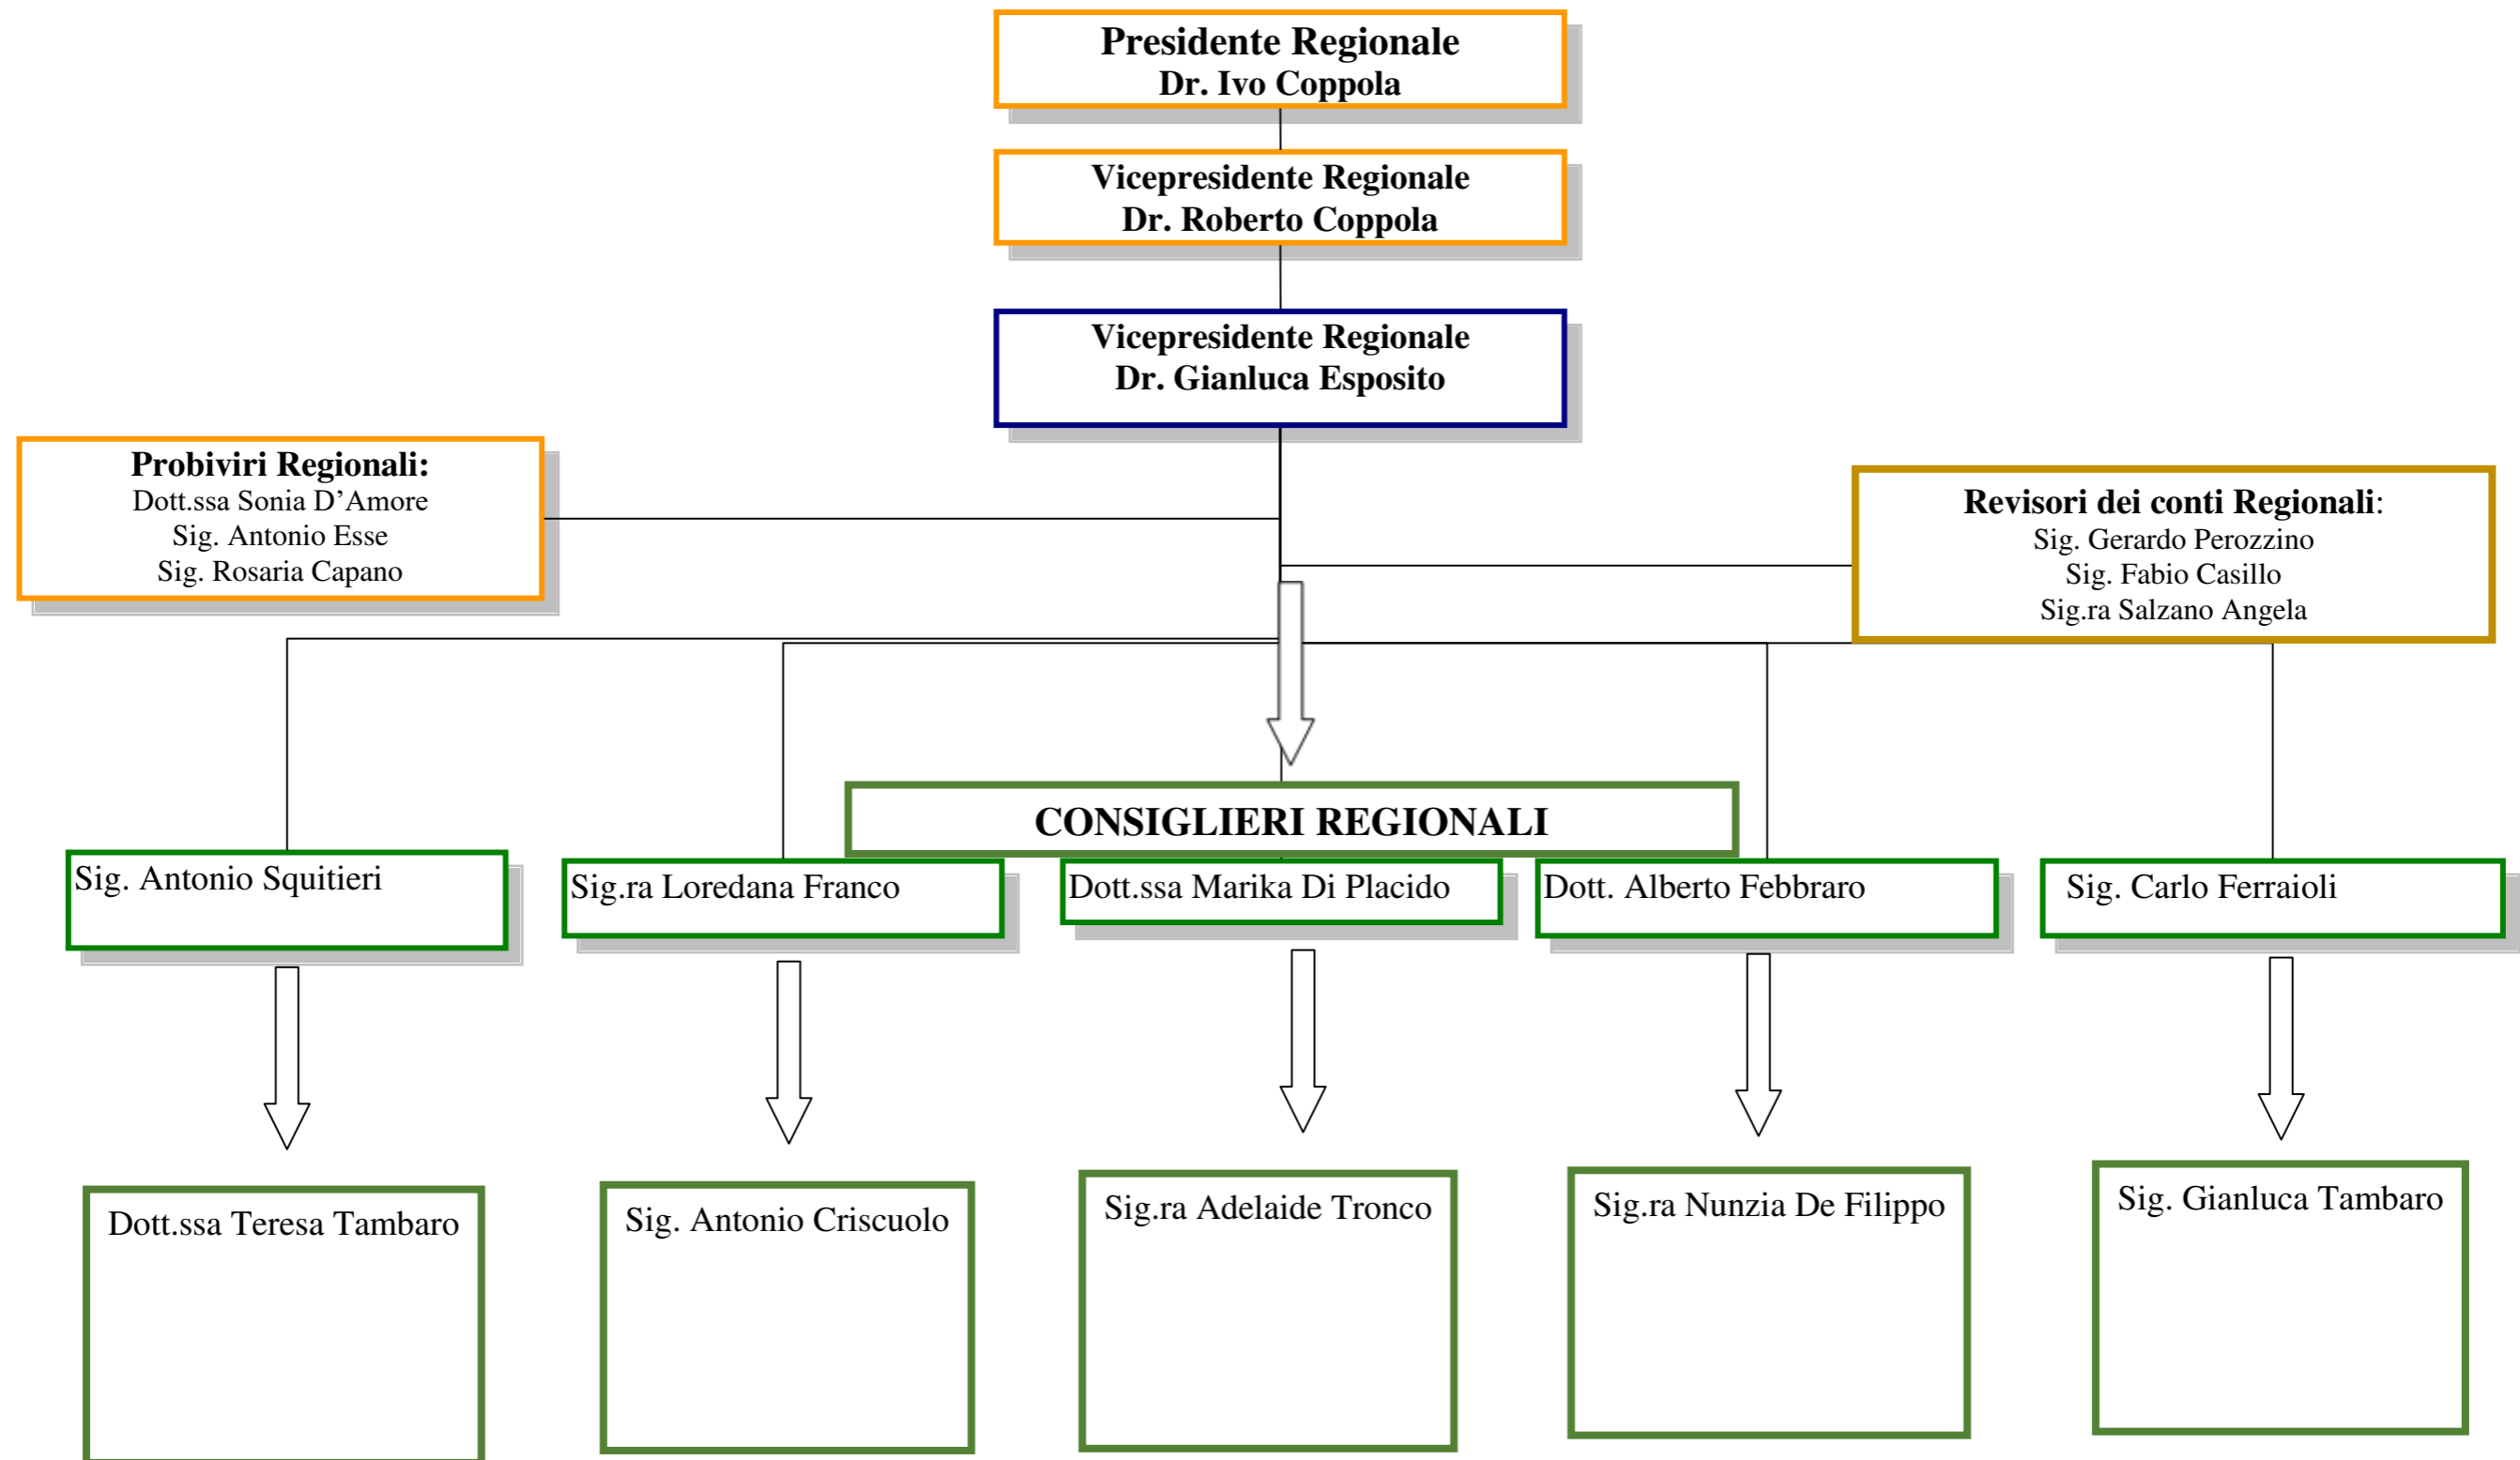 Presidente Regionale
Dr. Ivo Coppola
Vicepresidente Regionale
Dr. Roberto Coppola
Vicepresidente Regionale
Dr. Gianluca Esposito
Probiviri Regionali:
Dott.ssa Sonia D’Amore
Sig. Antonio Esse
Sig. Rosaria Capano
Revisori dei conti Regionali:
Sig. Gerardo Perozzino
Sig. Fabio Casillo
Sig.ra Salzano Angela
CONSIGLIERI REGIONALI
Sig. Antonio Squitieri
Sig.ra Loredana Franco
Dott.ssa Marika Di Placido
Dott. Alberto Febbraro
Sig. Carlo Ferraioli
Dott.ssa Teresa Tambaro
Sig. Antonio Criscuolo
Sig.ra Adelaide Tronco
Sig.ra Nunzia De Filippo
Sig. Gianluca Tambaro